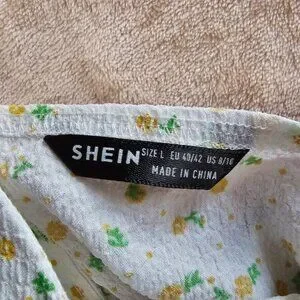 SHEIN
SIZE L EU 40/42 US 8/10
MADE IN CHINA